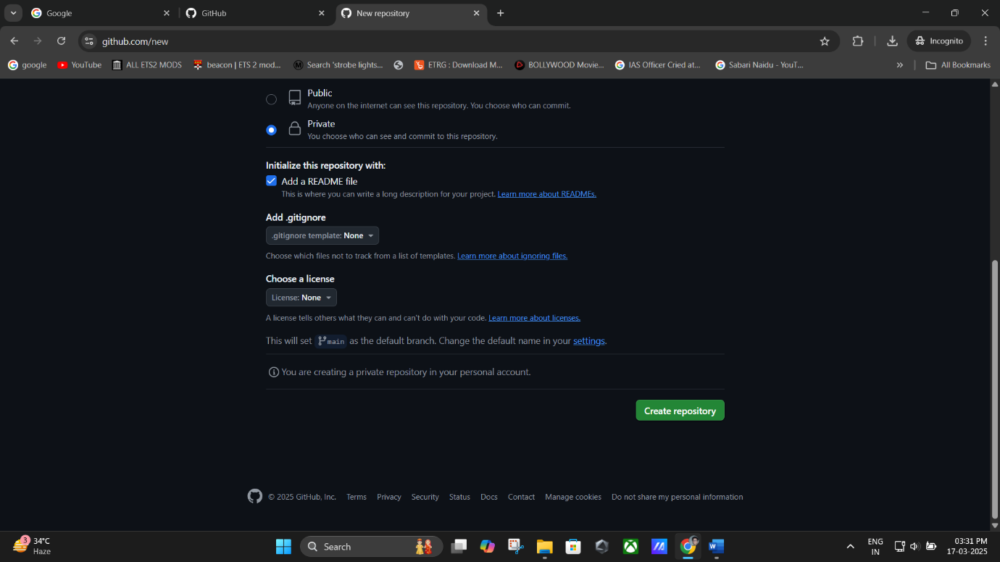 Google
GitHub
New repository
github.com/new
Incognito
google
YouTube
ALL ETS2 MODS
beacon | ETS 2 mod...
Search 'strobe lights...
ETRG : Download M...
BOLLYWOOD Movie...
IAS Officer Cried at...
Sabari Naidu - YouT...
All Bookmarks
Public
Anyone on the internet can see this repository. You choose who can commit.
Private
You choose who can see and commit to this repository.
Initialize this repository with:
Add a README file
This is where you can write a long description for your project. Learn more about READMEs.
Add .gitignore
.gitignore template: None
Choose which files not to track from a list of templates. Learn more about ignoring files.
Choose a license
License: None
A license tells others what they can and can't do with your code. Learn more about licenses.
This will set main as the default branch. Change the default name in your settings.
You are creating a private repository in your personal account.
Create repository
© 2025 GitHub, Inc. Terms Privacy Security Status Docs Contact Manage cookies Do not share my personal information
3
34°C
Haze
Search
ENG
IN
03:31 PM
17-03-2025